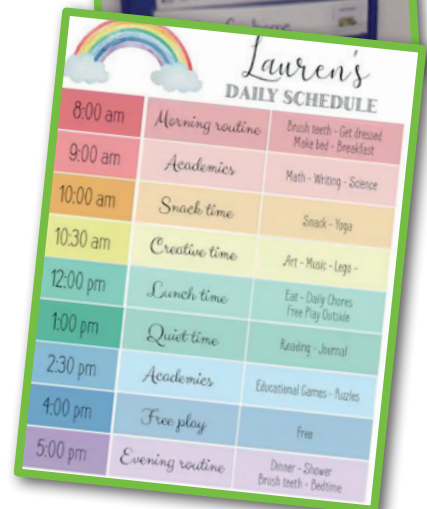 Lauren's
DAILY SCHEDULE
8:00 am
Morning routine
Brush teeth - Get dressed
Make bed - Breakfast
9:00 am
Academics
Math - Writing - Science
10:00 am
Snack time
Snack - Yoga
10:30 am
Creative time
Art - Music - Lego -
12:00 pm
Lunch time
Eat - Daily Chores
Free Play Outside
1:00 pm
Quiet time
Reading - Journal
2:30 pm
Academics
Educational Games - Puzzles
4:00 pm
Free play
Free
5:00 pm
Evening routine
Dinner - Shower
Brush teeth - Bedtime